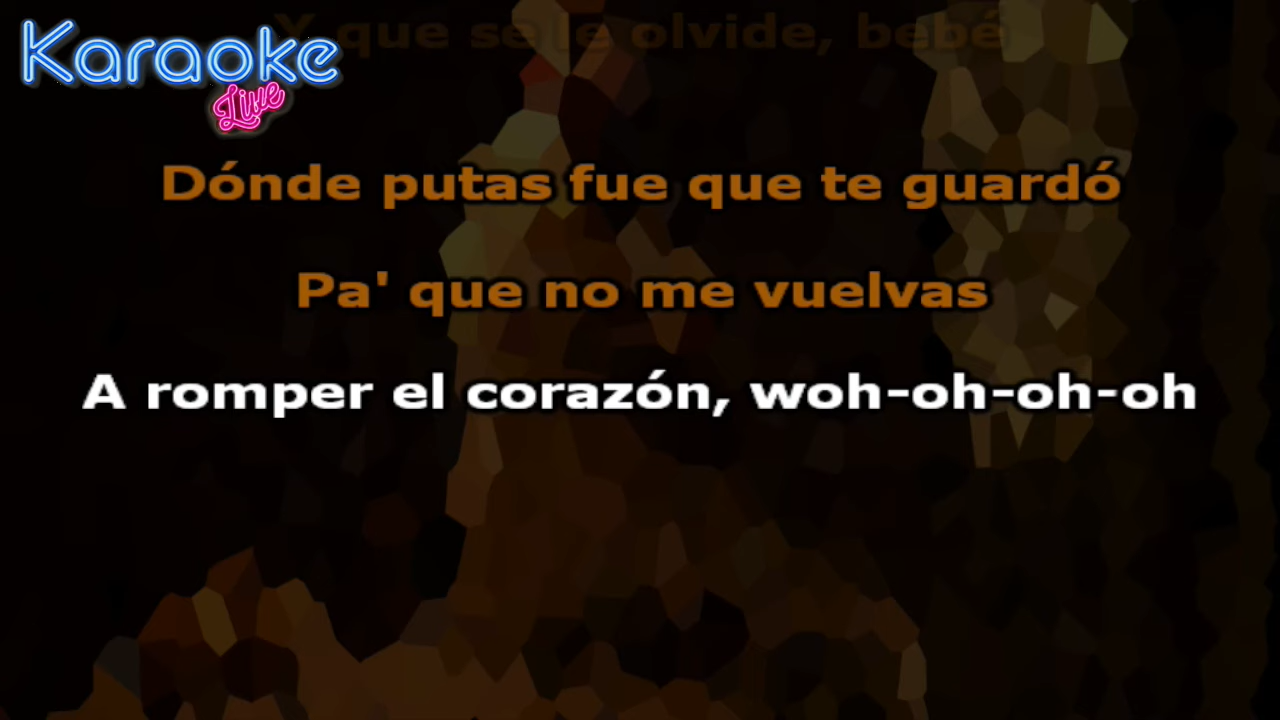 Karaoke
Live
Y que se le olvide, bebé
Dónde putas fue que te guardó
Pa' que no me vuelvas
A romper el corazón, woh-oh-oh-oh